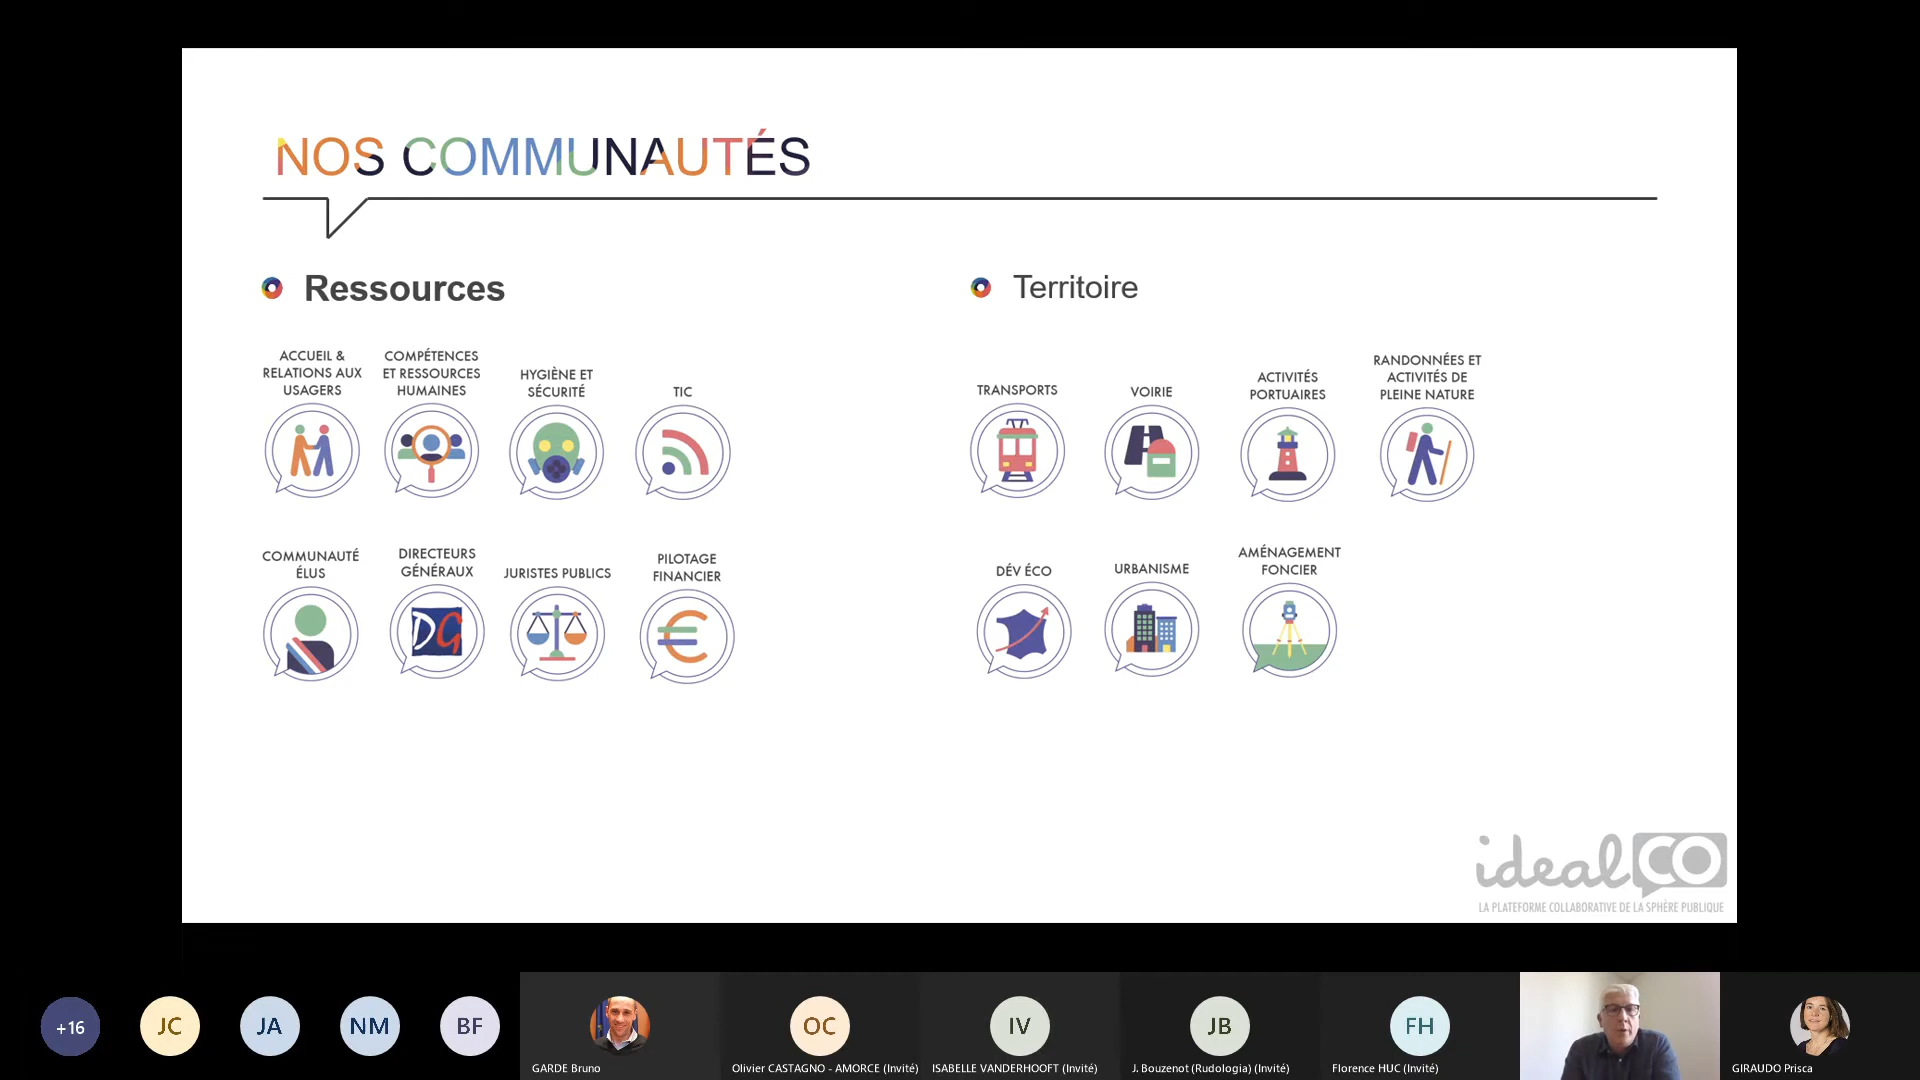 NOS COMMUNAUTÉS
Ressources
ACCUEIL &
RELATIONS AUX
USAGERS
COMPÉTENCES
ET RESSOURCES
HUMAINES
HYGIÈNE ET
SÉCURITÉ
TIC
COMMUNAUTÉ
ÉLUS
DIRECTEURS
GÉNÉRAUX
DG
JURISTES PUBLICS
PILOTAGE
FINANCIER
€
Territoire
TRANSPORTS
VOIRIE
ACTIVITÉS
PORTUAIRES
RANDONNÉES ET
ACTIVITÉS DE
PLEINE NATURE
DÉV ÉCO
URBANISME
AMÉNAGEMENT
FONCIER
idealCO
LA PLATEFORME COLLABORATIVE DE LA SPHÈRE PUBLIQUE
+16
JC
JA
NM
BF
GARDE Bruno
OC
Olivier CASTAGNO - AMORCE (Invité)
IV
ISABELLE VANDERHOOFT (Invité)
JB
J. Bouzenot (Rudologia) (Invité)
FH
Florence HUC (Invité)
GIRAUDO Prisca